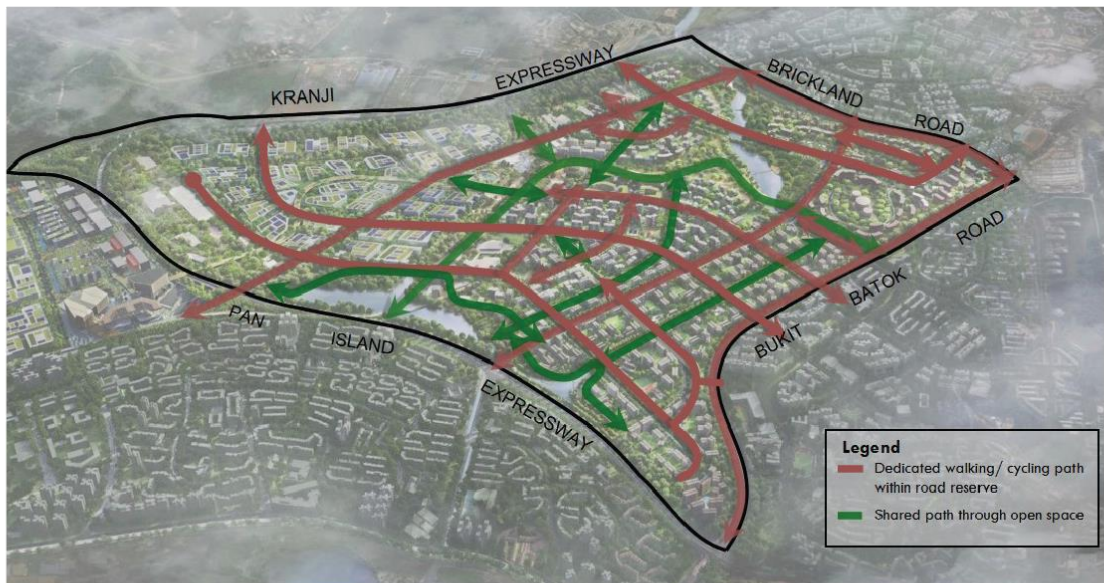 KRANJI
EXPRESSWAY
BRICKLAND
ROAD
ROAD
BATOK
BUKIT
PAN
ISLAND
EXPRESSWAY
Legend
Dedicated walking/ cycling path
within road reserve
Shared path through open space